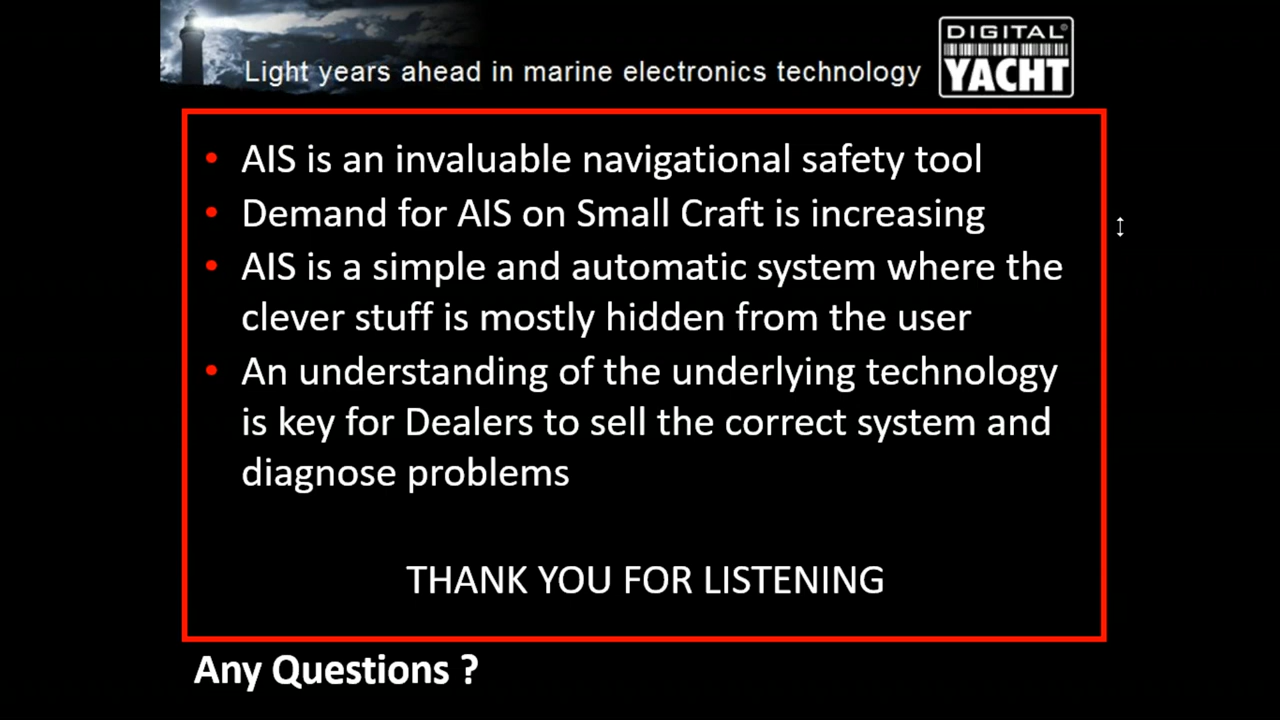 Light years ahead in marine electronics technology
DIGITAL
YACHT
• AIS is an invaluable navigational safety tool
• Demand for AIS on Small Craft is increasing
• AIS is a simple and automatic system where the
clever stuff is mostly hidden from the user
• An understanding of the underlying technology
is key for Dealers to sell the correct system and
diagnose problems
THANK YOU FOR LISTENING
Any Questions ?